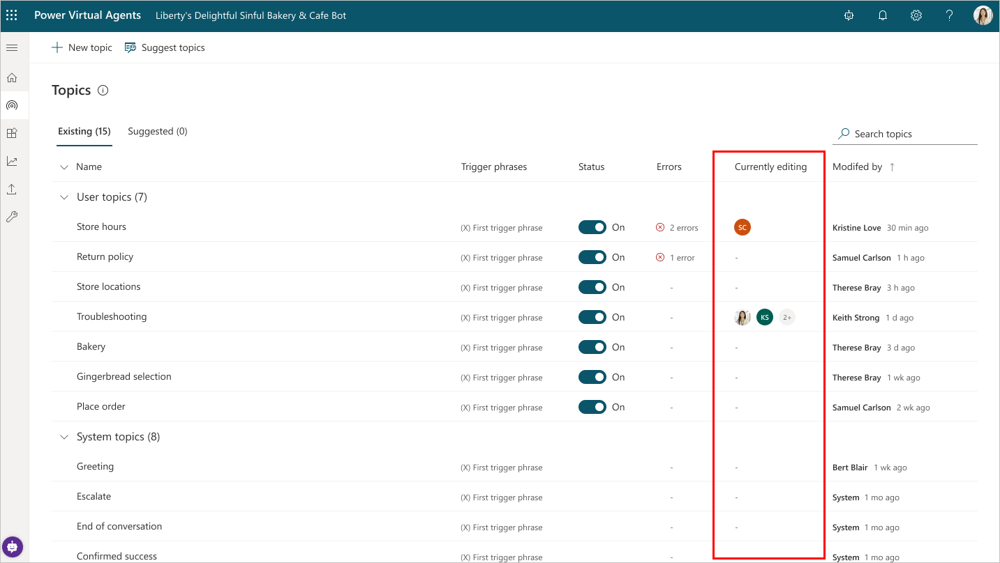 Power Virtual Agents Liberty's Delightful Sinful Bakery & Cafe Bot
New topic Suggest topics
Topics
Existing (15) Suggested (0)
Search topics
Name Trigger phrases Status Errors Currently editing Modifed by
User topics (7)
Store hours (X) First trigger phrase On 2 errors SC Kristine Love 30 min ago
Return policy (X) First trigger phrase On 1 error - Samuel Carlson 1 h ago
Store locations (X) First trigger phrase On - - Therese Bray 3 h ago
Troubleshooting (X) First trigger phrase On - KS 2+ Keith Strong 1 d ago
Bakery (X) First trigger phrase On - - Therese Bray 3 d ago
Gingerbread selection (X) First trigger phrase On - - Therese Bray 1 wk ago
Place order (X) First trigger phrase On - - Samuel Carlson 2 wk ago
System topics (8)
Greeting (X) First trigger phrase - - Bert Blair 1 wk ago
Escalate (X) First trigger phrase - - System 1 mo ago
End of conversation (X) First trigger phrase - - System 1 mo ago
Confirmed success (X) First trigger phrase - - System 1 mo ago